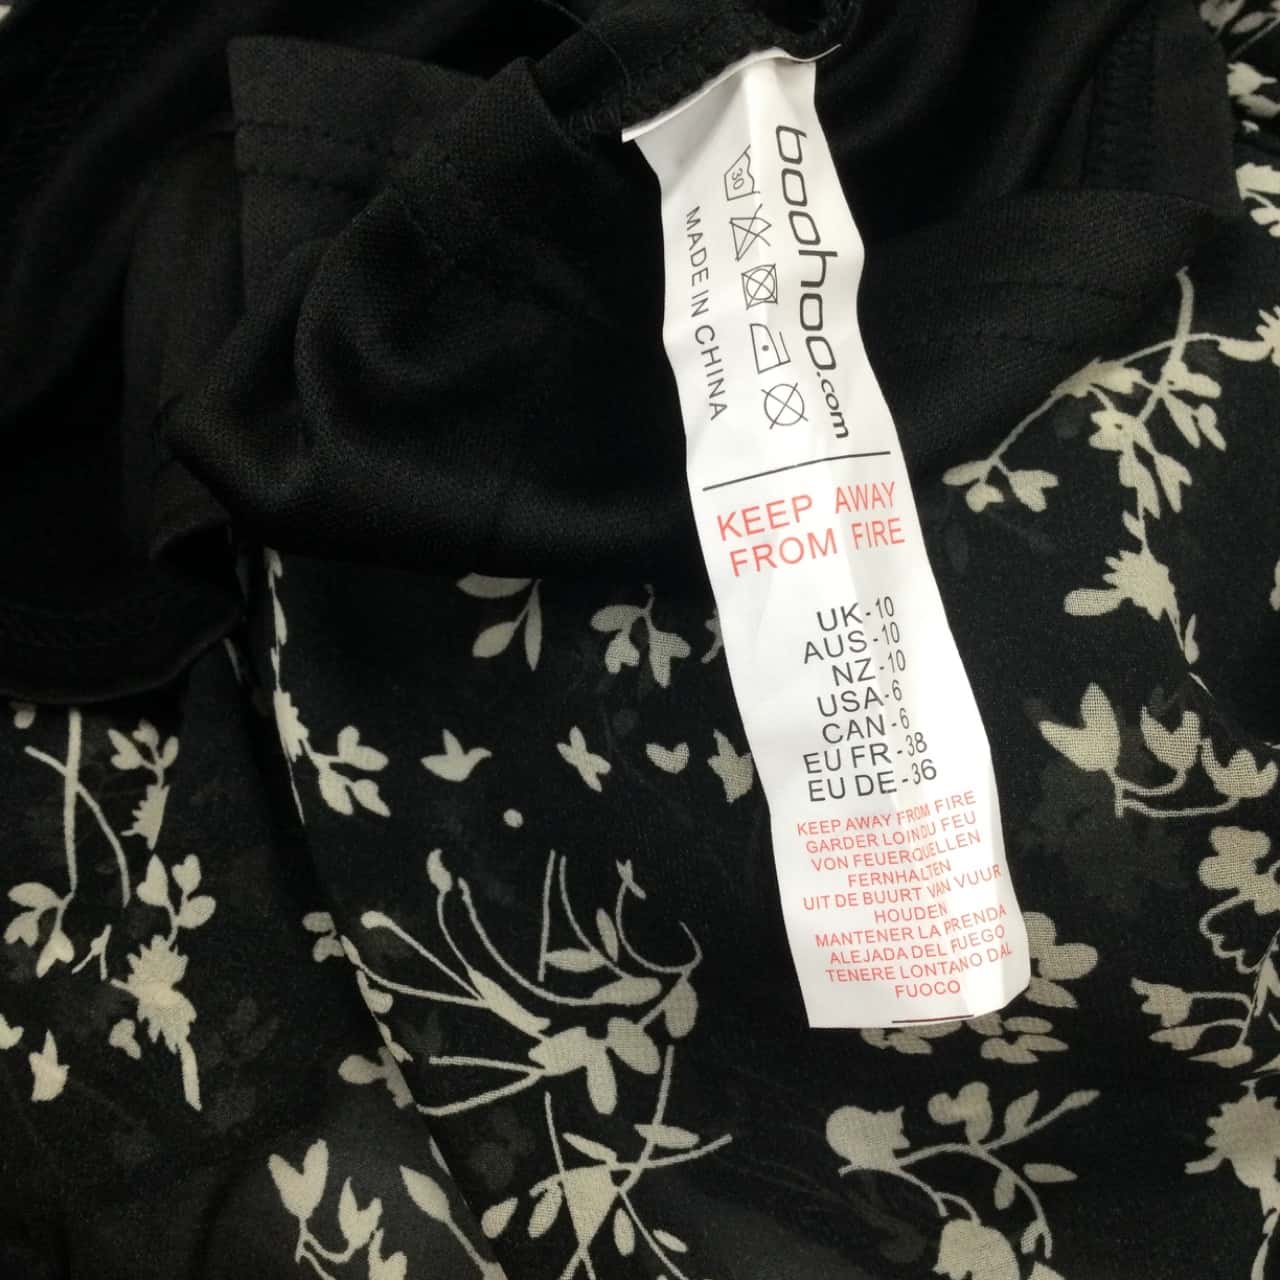 boohoo.com
30
MADE IN CHINA
KEEP AWAY
FROM FIRE
UK-10
AUS-10
NZ-10
USA-6
CAN-6
EU FR-38
EU DE-36
KEEP AWAY FROM FIRE
GARDER LOIN DU FEU
VON FEUERQUELLEN
FERNHALTEN
UIT DE BUURT VAN VUUR
HOUDEN
MANTENER LA PRENDA
ALEJADA DEL FUEGO
TENERE LONTANO DAL
FUOCO